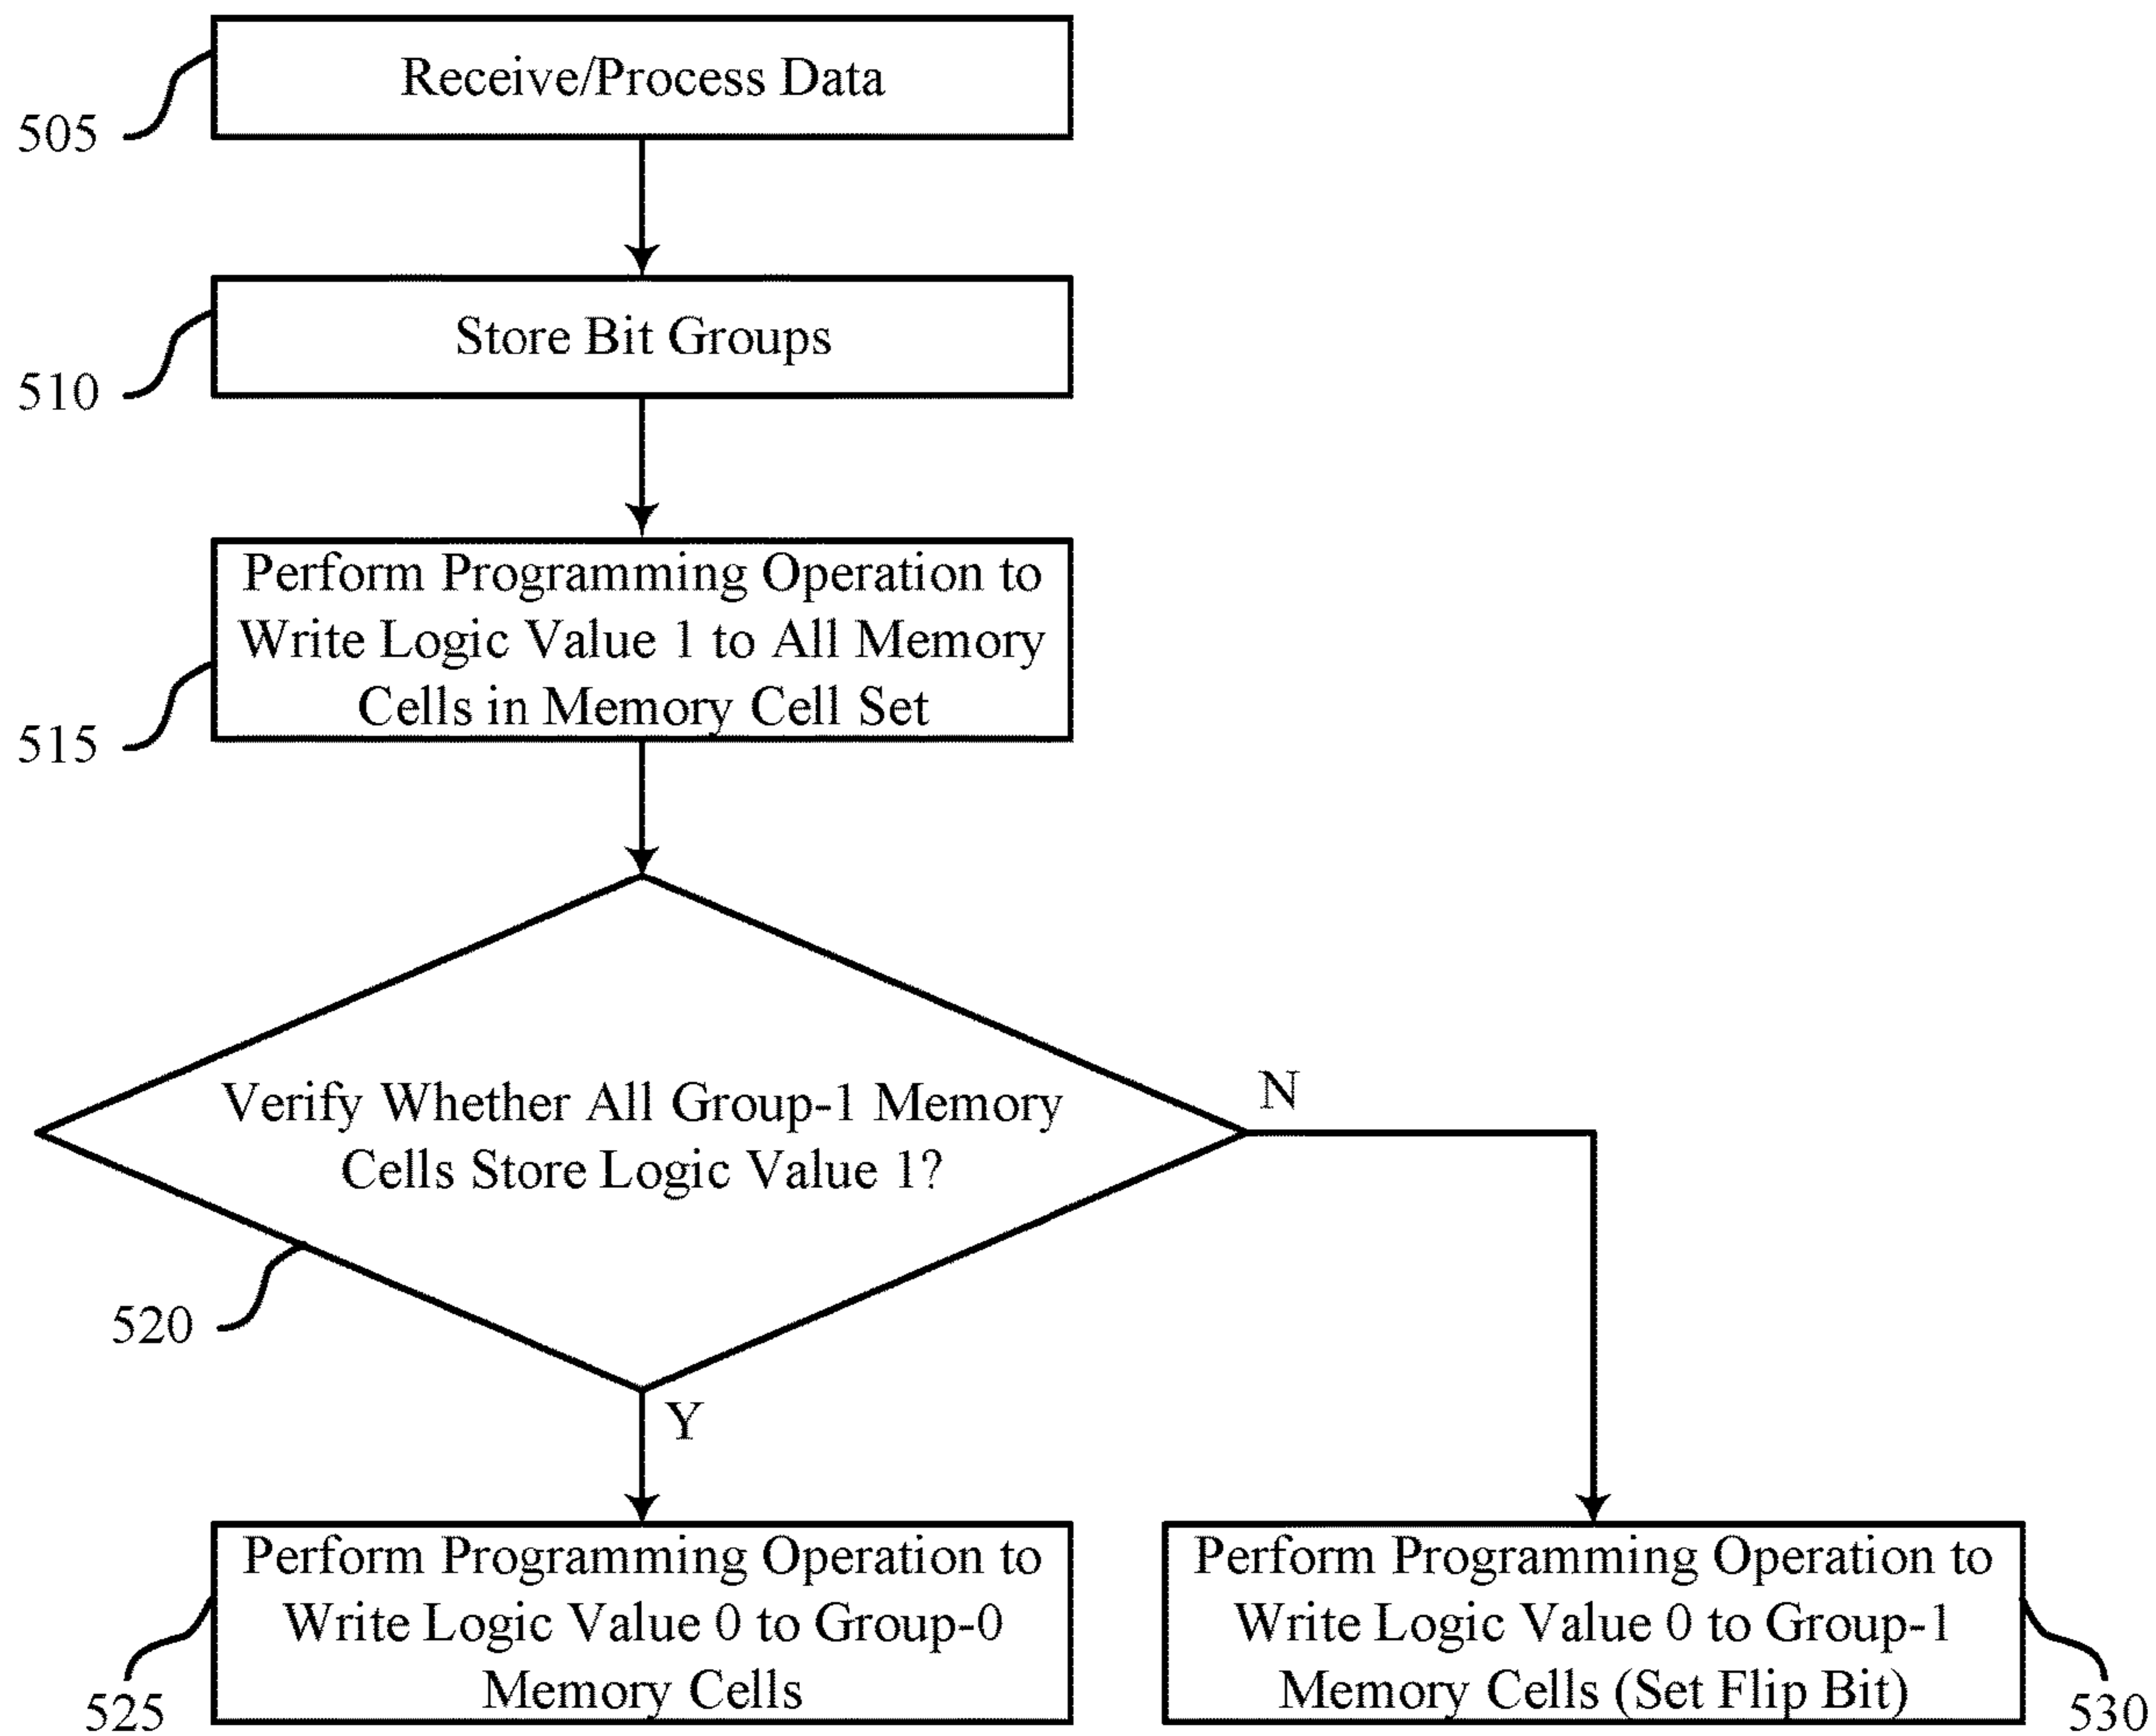 Receive/Process Data
505
Store Bit Groups
510
Perform Programming Operation to
Write Logic Value 1 to All Memory
Cells in Memory Cell Set
515
Verify Whether All Group-1 Memory
Cells Store Logic Value 1?
N
520
Y
Perform Programming Operation to
Write Logic Value 0 to Group-0
Memory Cells
525
Perform Programming Operation to
Write Logic Value 0 to Group-1
Memory Cells (Set Flip Bit)
530